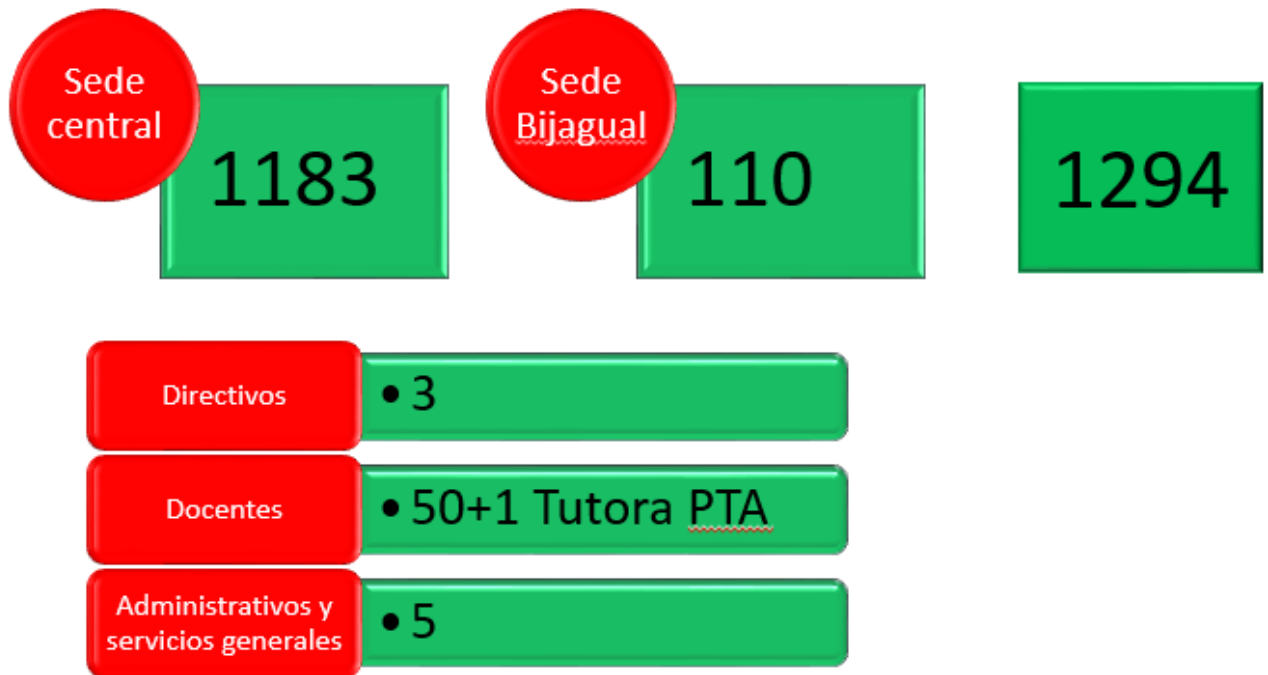 Sede
central
1183
Sede
Bijagual
110
1294
Directivos
• 3
Docentes
• 50+1 Tutora PTA
Administrativos y
servicios generales
• 5